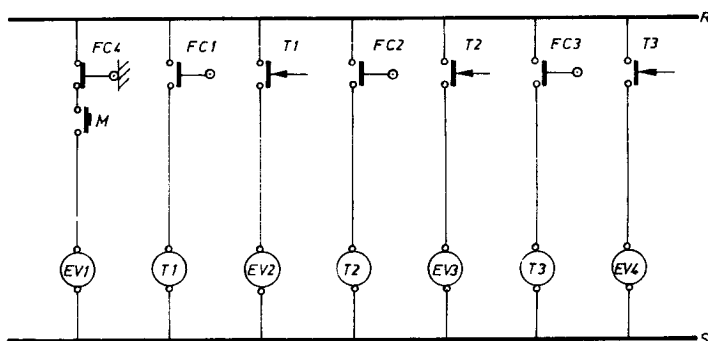 R
FC4 FC1 T1 FC2 T2 FC3 T3
M
EV1 T1 EV2 T2 EV3 T3 EV4
S